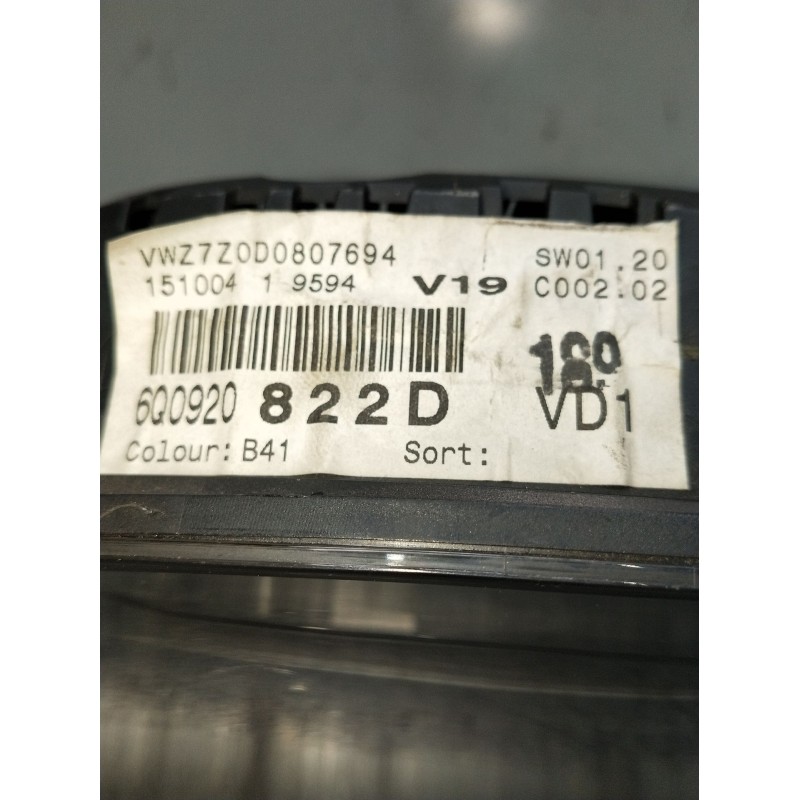 VWZ7Z0D0807694 SW01.20
151004 1 9594 V19 C002.02
6Q0920 822D VD1
Colour: B41 Sort: